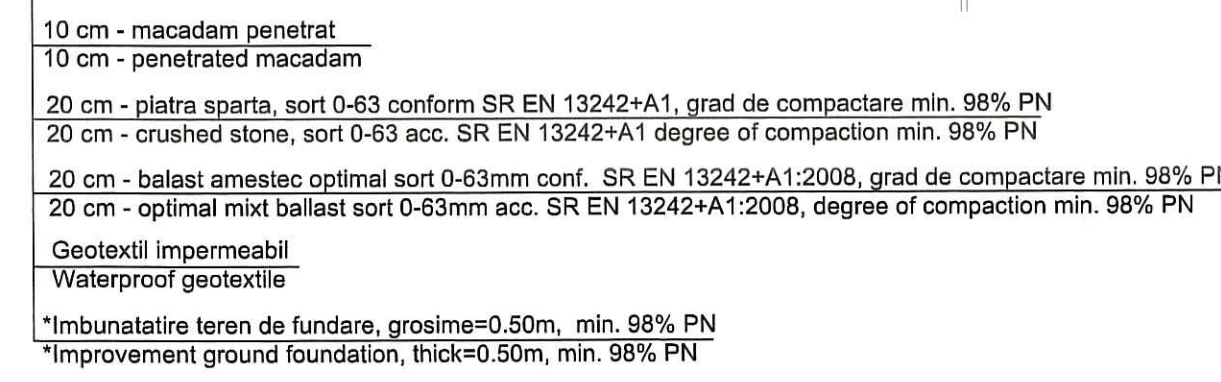 10 cm - macadam penetrat
10 cm - penetrated macadam
20 cm - piatra sparta, sort 0-63 conform SR EN 13242+A1, grad de compactare min. 98% PN
20 cm - crushed stone, sort 0-63 acc. SR EN 13242+A1 degree of compaction min. 98% PN
20 cm - balast amestec optimal sort 0-63mm conf. SR EN 13242+A1:2008, grad de compactare min. 98% PN
20 cm - optimal mixt ballast sort 0-63mm acc. SR EN 13242+A1:2008, degree of compaction min. 98% PN
Geotextil impermeabil
Waterproof geotextile
*Imbunatatire teren de fundare, grosime=0.50m, min. 98% PN
*Improvement ground foundation, thick=0.50m, min. 98% PN